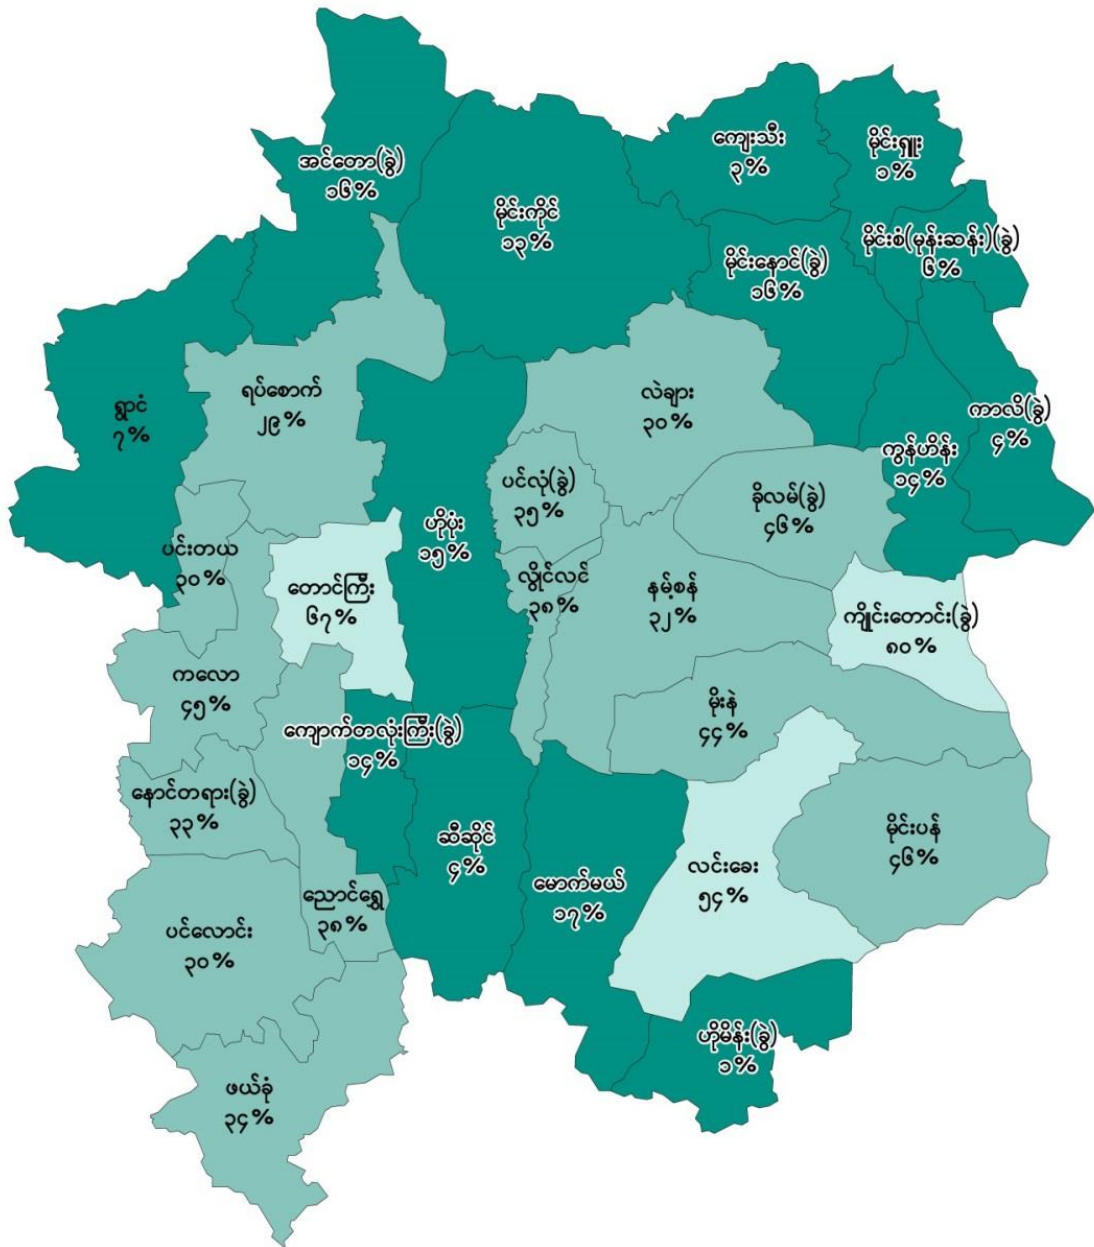 ကျေးသီး
၃%
မိုင်းရှူး
၁%
အင်တော(ခွဲ)
၁၆%
မိုင်းကိုင်
၁၃%
မိုင်းနောင်(ခွဲ)
၁၆%
မိုင်းစံ(မုန်းဆန်း)(ခွဲ)
၆%
ရွာငံ
၇%
ရပ်စောက်
၂၉%
လဲချား
၃၀%
ကာလိ(ခွဲ)
၄%
ကွန်ဟိန်း
၁၄%
ပင်လုံ(ခွဲ)
၃၅%
ခိုလမ်(ခွဲ)
၄၆%
ဟိုပုံး
၁၅%
ပင်းတယ
၃၀%
တောင်ကြီး
၆၇%
လွိုင်လင်
၃၈%
နမ့်စန်
၃၂%
ကျိုင်းတောင်း(ခွဲ)
၈၀%
ကလော
၄၅%
မိုးနဲ
၄၄%
ကျောက်တလုံးကြီး(ခွဲ)
၁၄%
နောင်တရား(ခွဲ)
၃၃%
ဆီဆိုင်
၄%
မိုင်းပန်
၄၆%
လင်းခေး
၅၄%
မောက်မယ်
၁၇%
ညောင်ရွှေ
၃၈%
ပင်လောင်း
၃၀%
ဟိုမိန်း(ခွဲ)
၁%
ဖယ်ခုံ
၃၄%